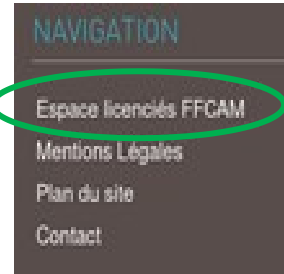 NAVIGATION
Espace licenciés FFCAM
Mentions Légales
Plan du site
Contact